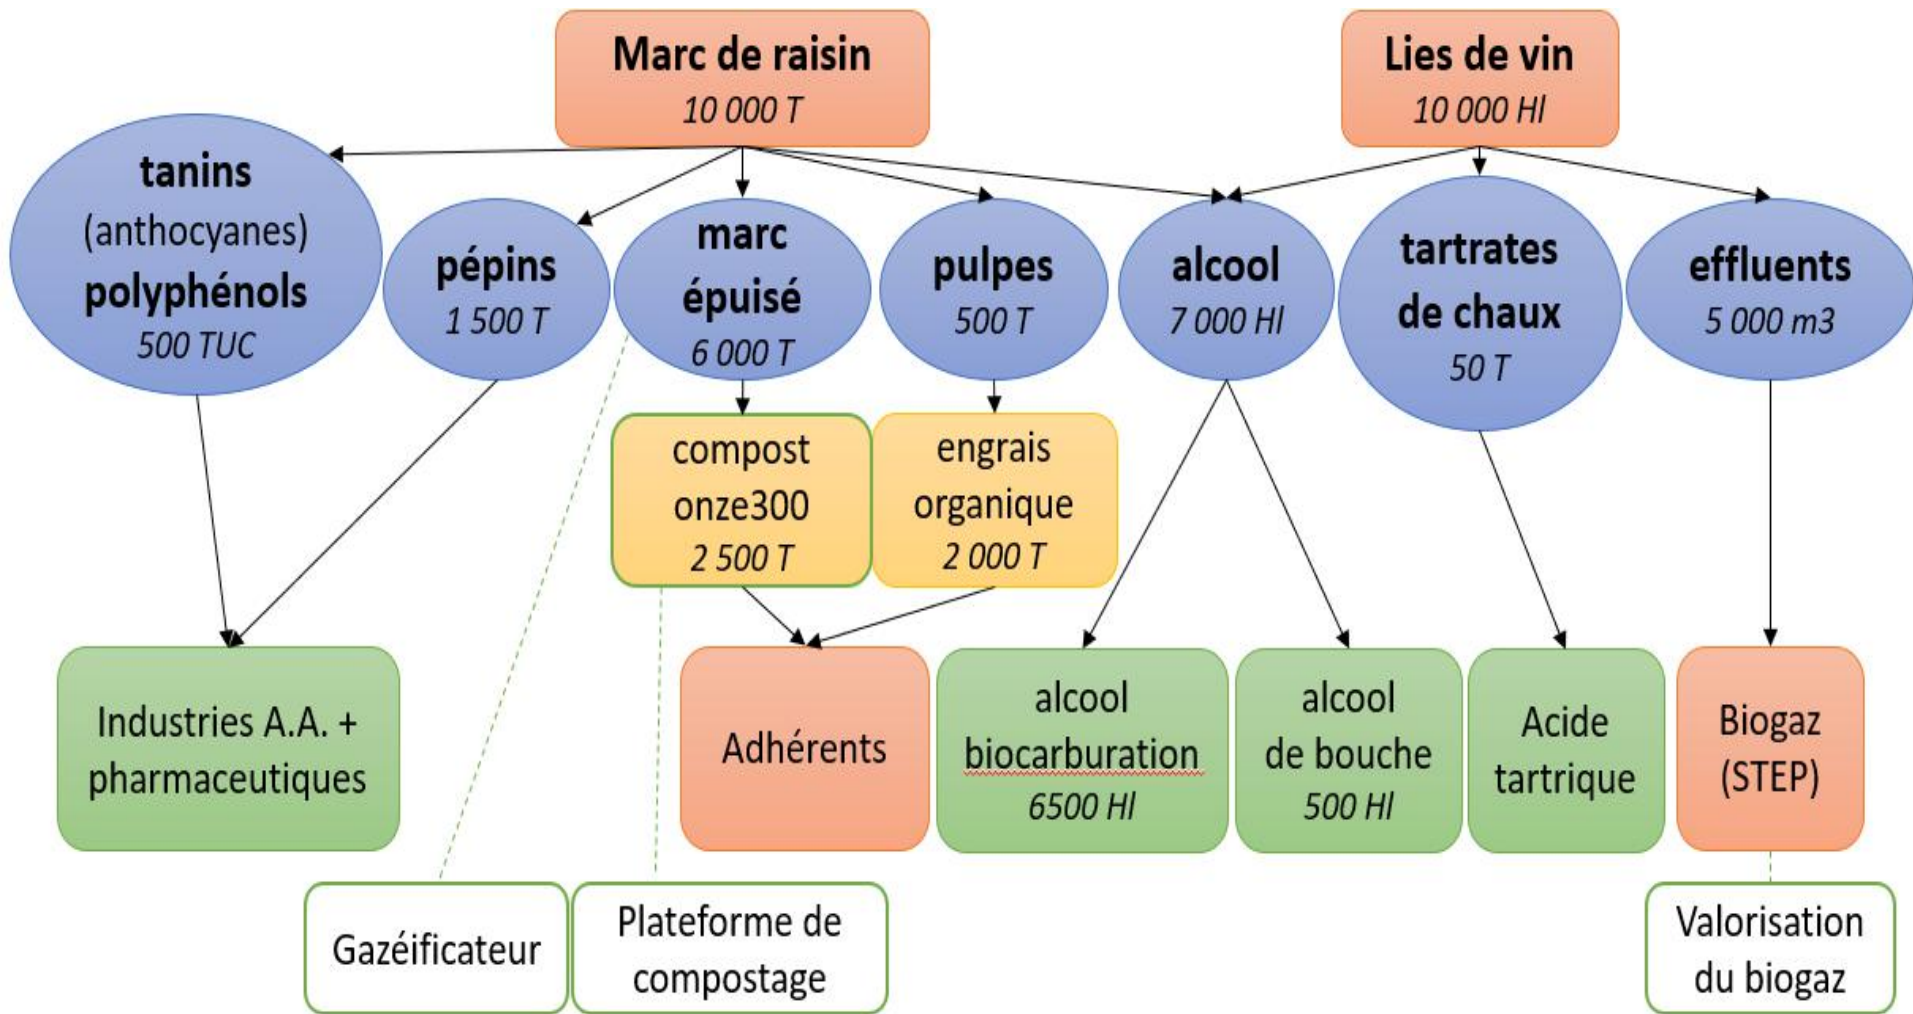 Marc de raisin
10 000 T
Lies de vin
10 000 Hl
tanins
(anthocyanes)
polyphénols
500 TUC
pépins
1 500 T
marc
épuisé
6 000 T
pulpes
500 T
alcool
7 000 Hl
tartrates
de chaux
50 T
effluents
5 000 m3
compost
onze300
2 500 T
engrais
organique
2 000 T
Industries A.A. +
pharmaceutiques
Adhérents
alcool
biocarburation
6500 Hl
alcool
de bouche
500 Hl
Acide
tartrique
Biogaz
(STEP)
Gazéificateur
Plateforme de
compostage
Valorisation
du biogaz